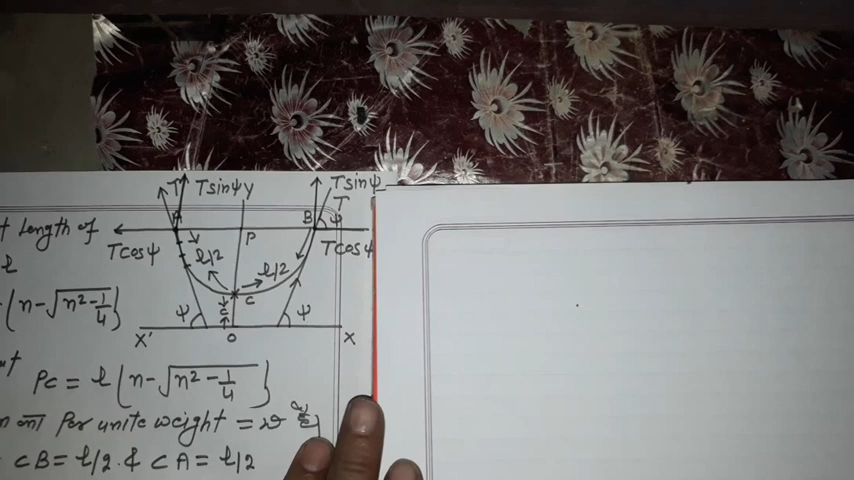 T Tsinψ y Tsinψ
T
A B ψ
t Length of
P
Tcosψ Tcosψ
l/2 l/2
l
C
{n-√n²-1/4}
ψ c ψ
X' O X
PC = l {n-√n²-1/4}
Per unite weight = w
CB = l/2 & CA = l/2